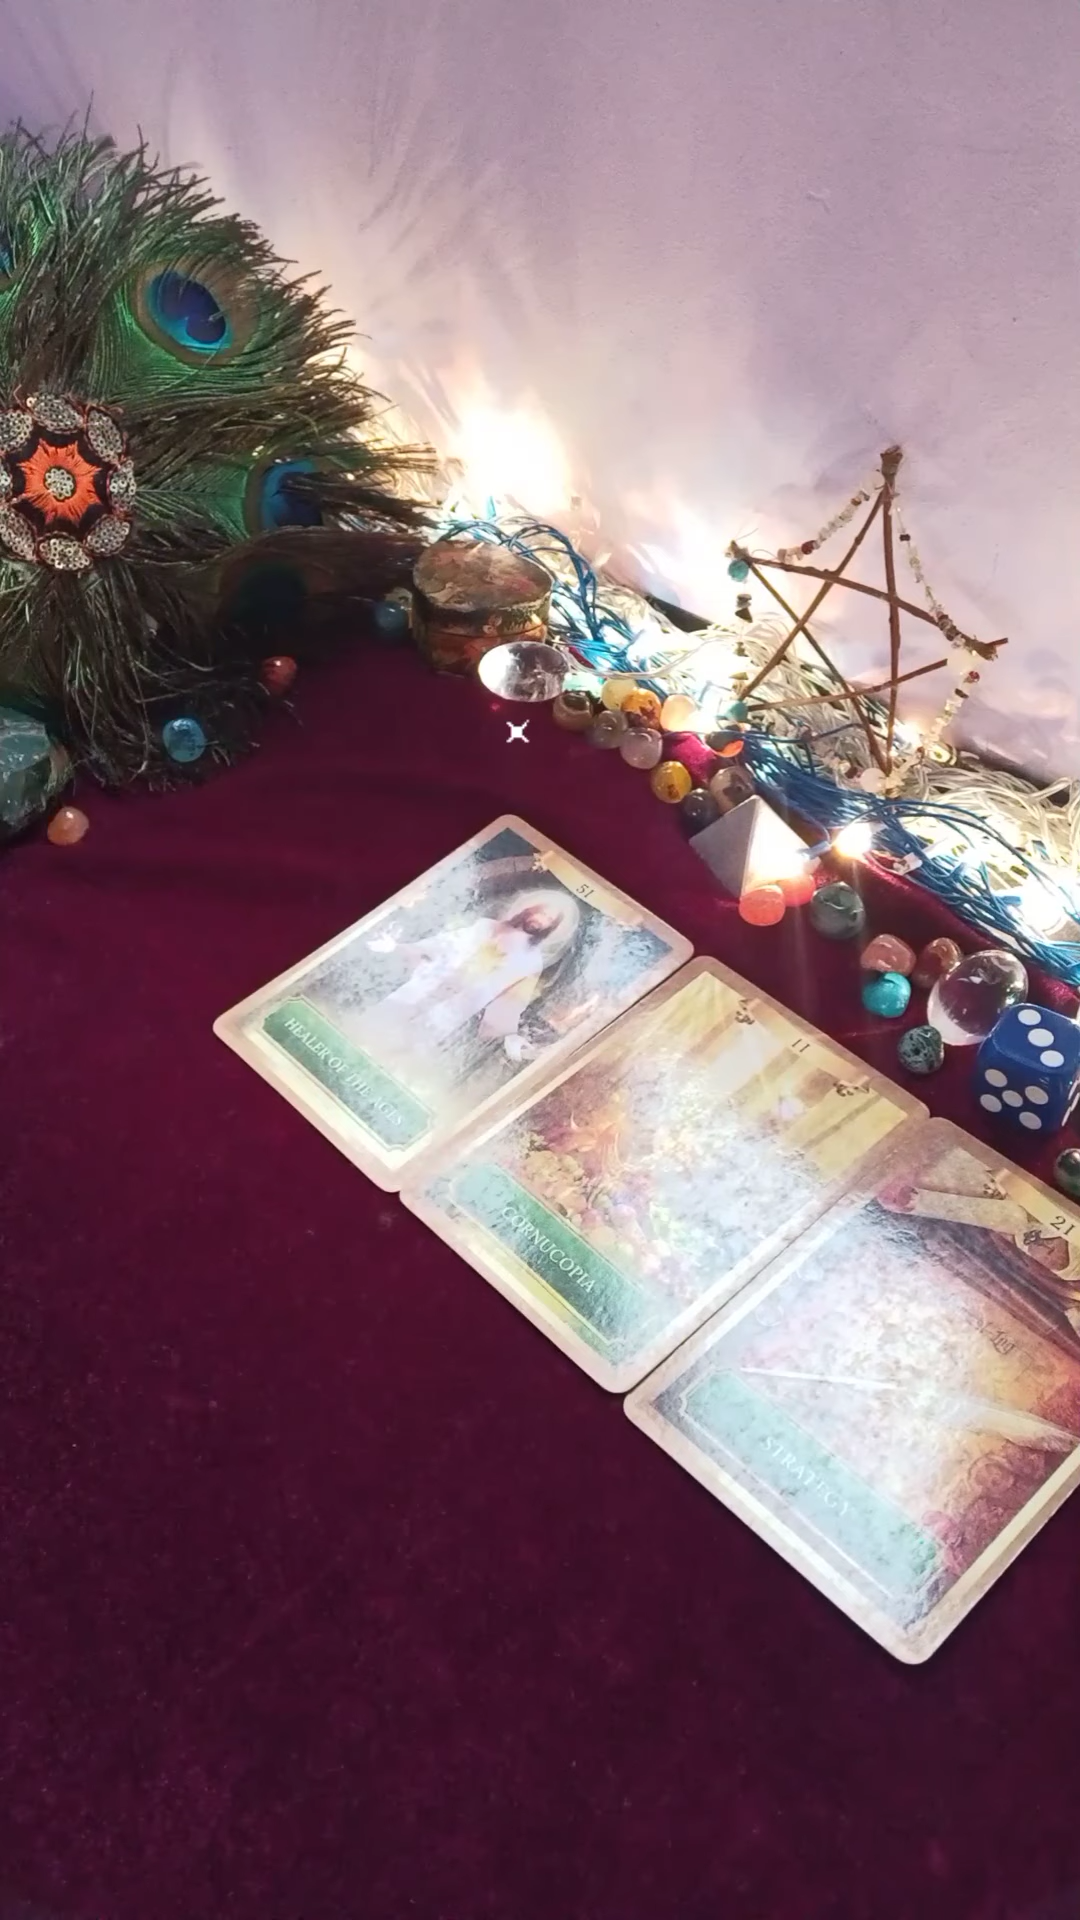 51
HEALER OF THE AGES
11
CORNUCOPIA
21
STRATEGY